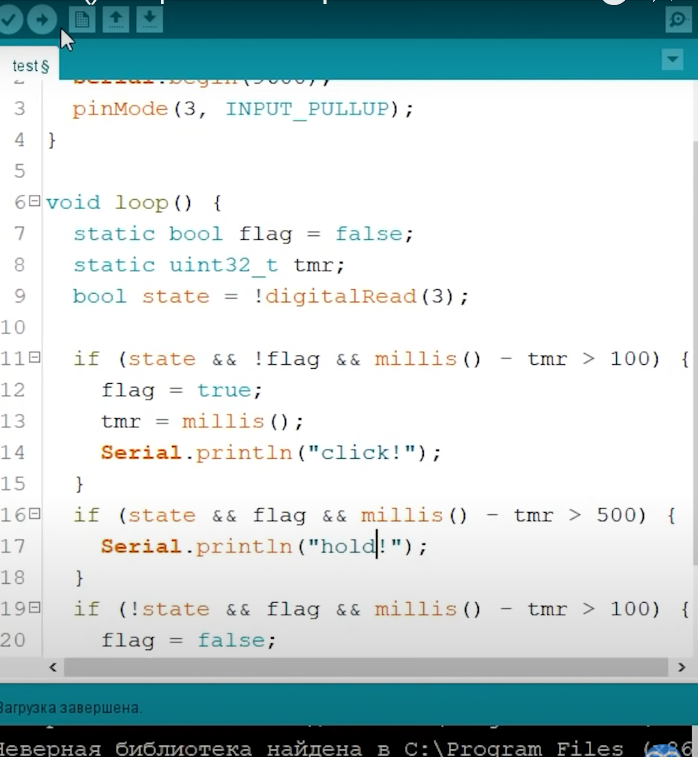 test§
2 Serial.begin(9600);
3 pinMode(3, INPUT_PULLUP);
4 }
5
6 void loop() {
7 static bool flag = false;
8 static uint32_t tmr;
9 bool state = !digitalRead(3);
10
11 if (state && !flag && millis() - tmr > 100) {
12 flag = true;
13 tmr = millis();
14 Serial.println("click!");
15 }
16 if (state && flag && millis() - tmr > 500) {
17 Serial.println("hold!");
18 }
19 if (!state && flag && millis() - tmr > 100) {
20 flag = false;
Загрузка завершена.
Неверная библиотека найдена в C:\Program Files (x86